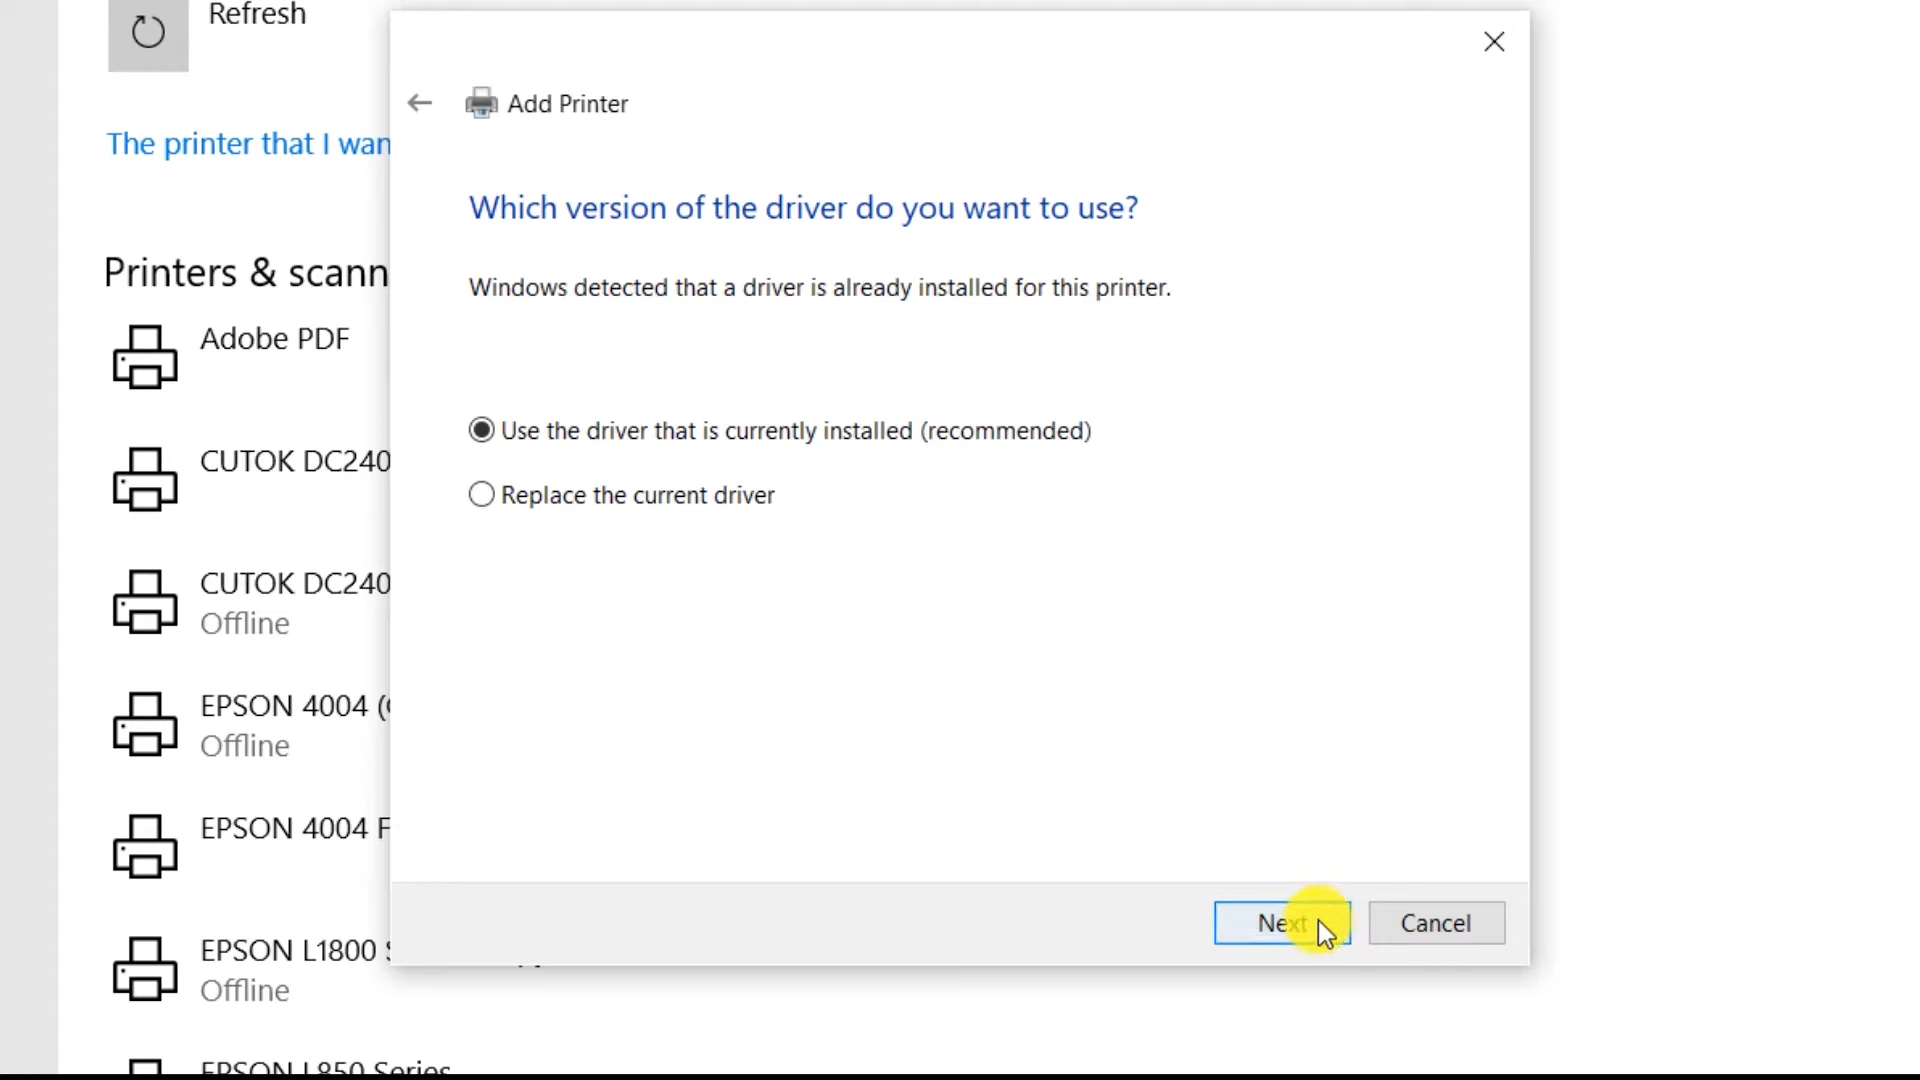 Refresh
Add Printer
The printer that I wan
Which version of the driver do you want to use?
Printers & scann
Windows detected that a driver is already installed for this printer.
Adobe PDF
Use the driver that is currently installed (recommended)
CUTOK DC240
Replace the current driver
CUTOK DC240
Offline
EPSON 4004 (
Offline
EPSON 4004 F
Next
Cancel
EPSON L1800
Offline
EPSON L850 Series